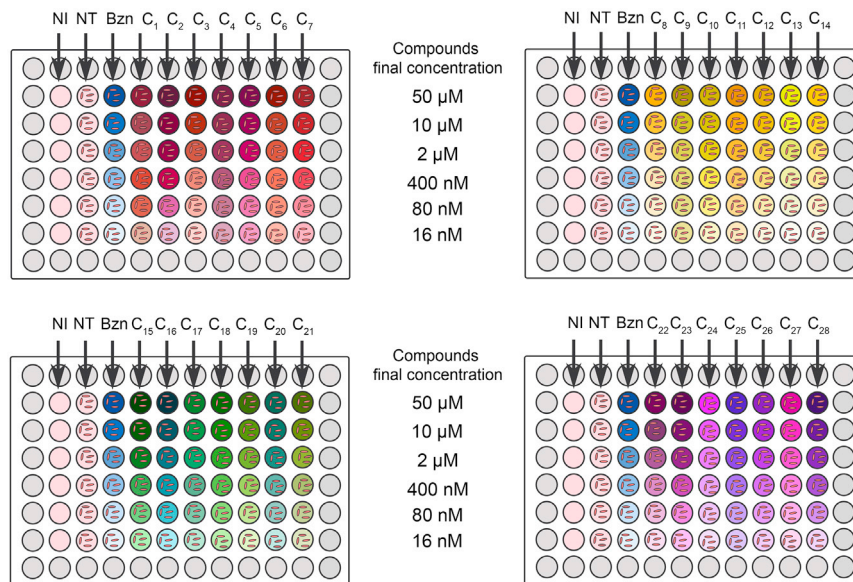 NI NT Bzn C₁ C₂ C₃ C₄ C₅ C₆ C₇
Compounds
final concentration
50 µM
10 µM
2 µM
400 nM
80 nM
16 nM
NI NT Bzn C₈ C₉ C₁₀ C₁₁ C₁₂ C₁₃ C₁₄
NI NT Bzn C₁₅ C₁₆ C₁₇ C₁₈ C₁₉ C₂₀ C₂₁
Compounds
final concentration
50 µM
10 µM
2 µM
400 nM
80 nM
16 nM
NI NT Bzn C₂₂ C₂₃ C₂₄ C₂₅ C₂₆ C₂₇ C₂₈